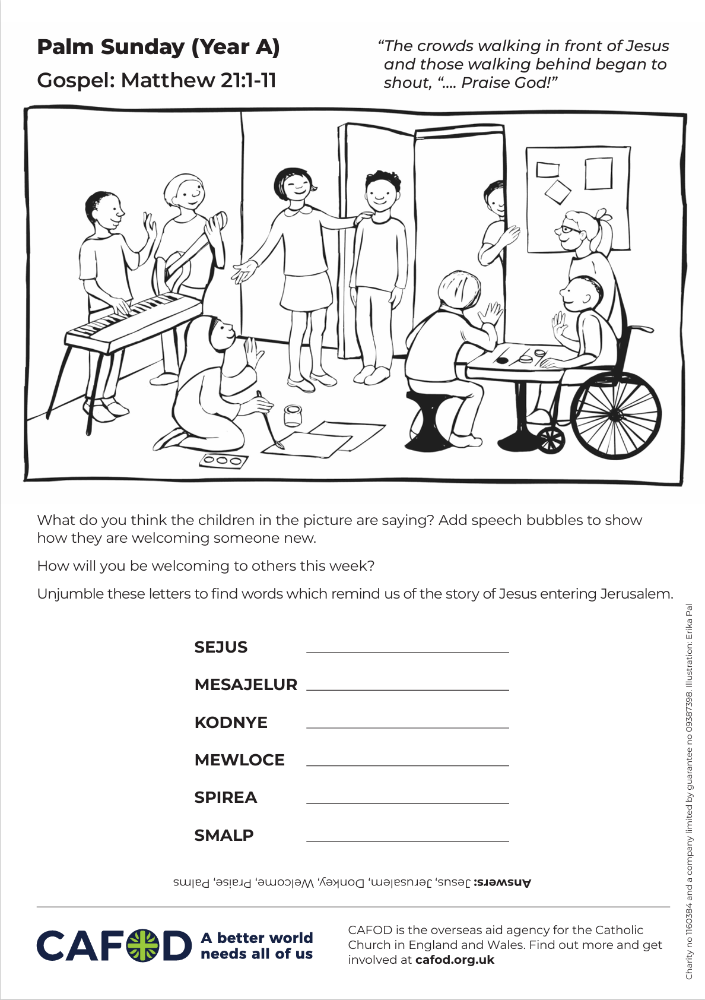 Palm Sunday (Year A)
Gospel: Matthew 21:1-11
“The crowds walking in front of Jesus
and those walking behind began to
shout, “.... Praise God!”
What do you think the children in the picture are saying? Add speech bubbles to show
how they are welcoming someone new.
How will you be welcoming to others this week?
Unjumble these letters to find words which remind us of the story of Jesus entering Jerusalem.
SEJUS
MESAJELUR
KODNYE
MEWLOCE
SPIREA
SMALP
Answers: Jesus, Jerusalem, Donkey, Welcome, Praise, Palms
CAFOD
A better world
needs all of us
CAFOD is the overseas aid agency for the Catholic
Church in England and Wales. Find out more and get
involved at cafod.org.uk
Charity no 1160384 and a company limited by guarantee no 09387398. Illustration: Erika Pal